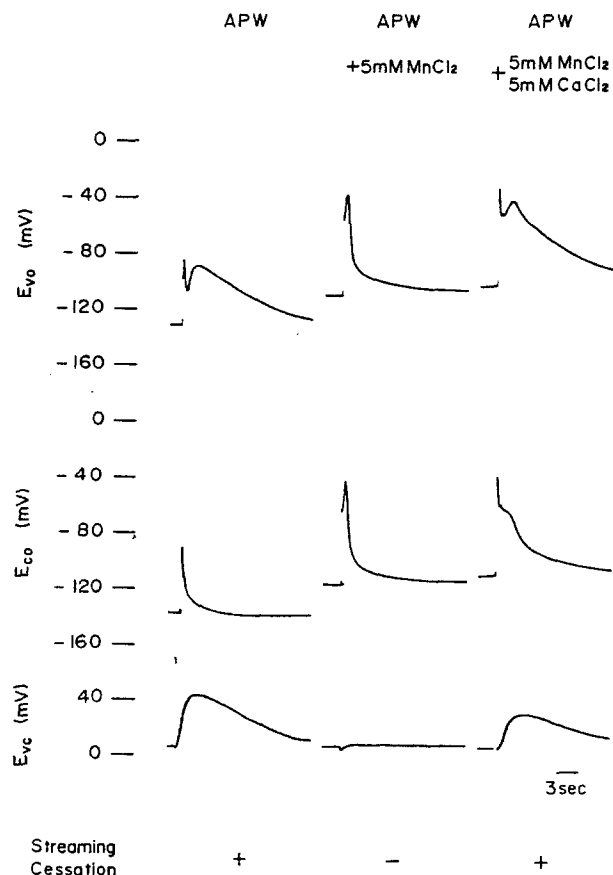 APW APW APW
+5mM MnCl₂ + 5mM MnCl₂
5mM CaCl₂
0
-40
-80
-120
-160
Evo (mV)
0
-40
-80
-120
-160
Eco (mV)
40
0
Evc (mV)
3sec
Streaming
Cessation + - +